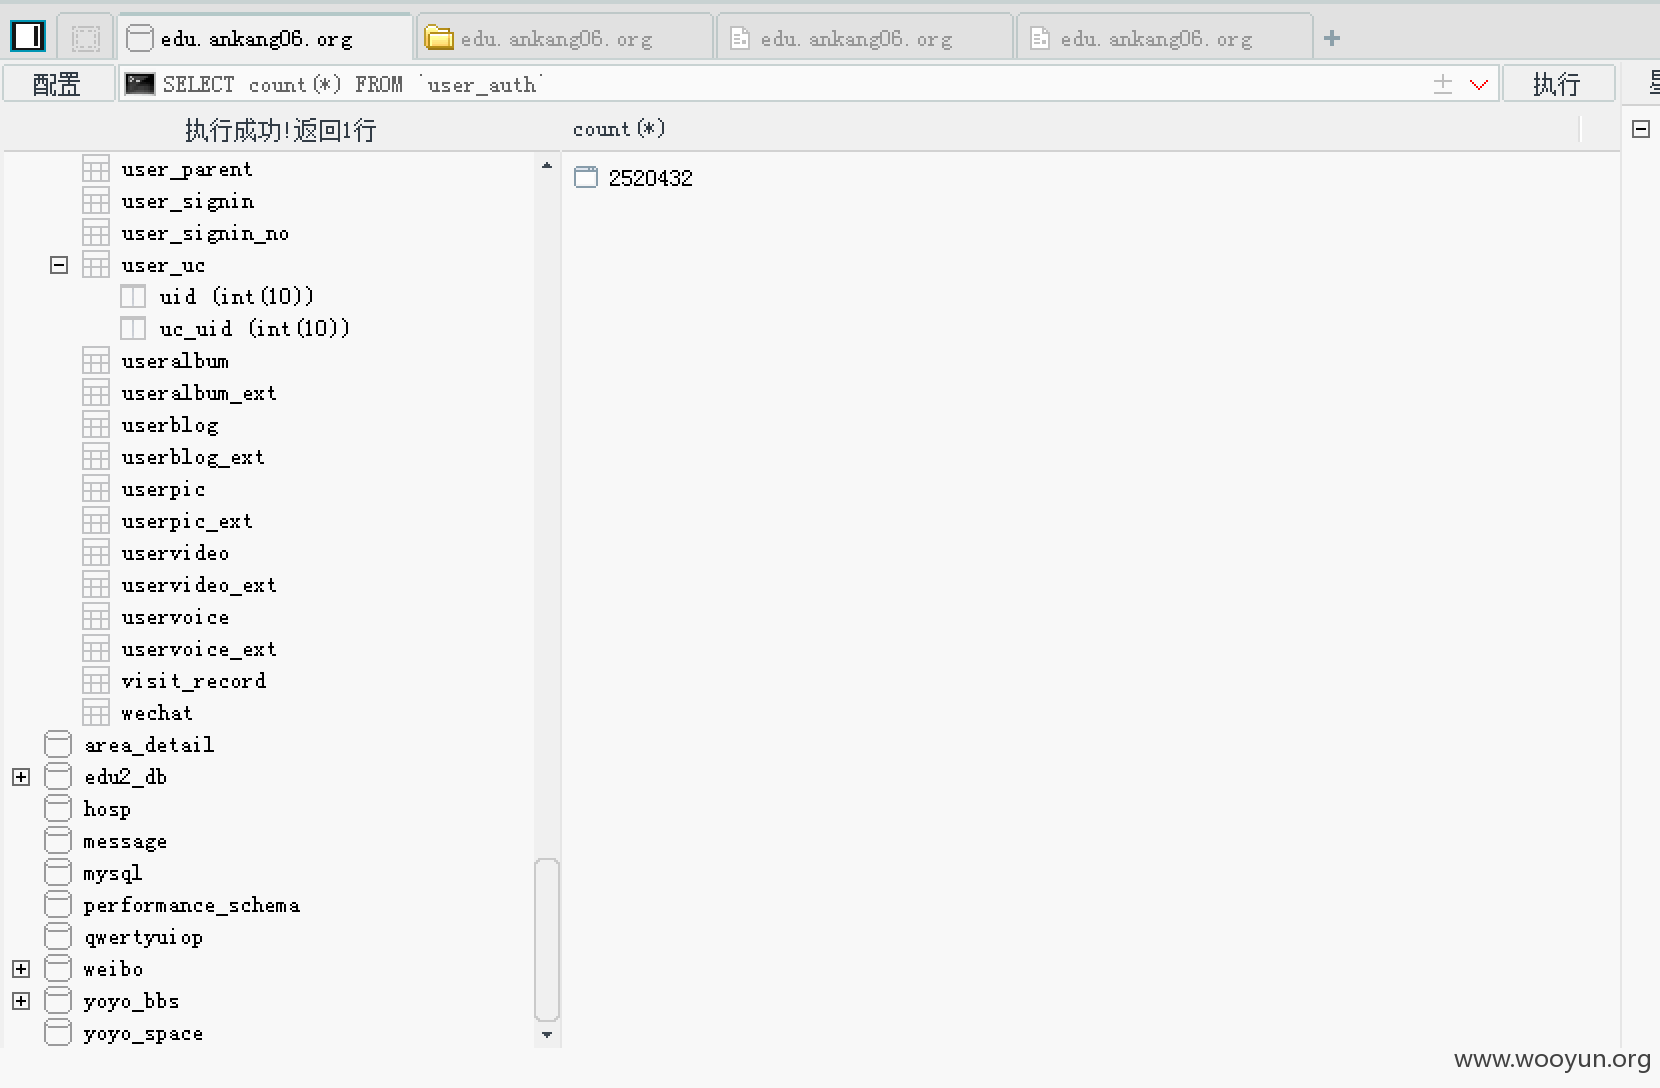 edu.ankang06.org
edu.ankang06.org
edu.ankang06.org
edu.ankang06.org
配置
SELECT count(*) FROM `user_auth`
执行
执行成功!返回1行
count(*)
2520432
user_parent
user_signin
user_signin_no
user_uc
uid (int(10))
uc_uid (int(10))
useralbum
useralbum_ext
userblog
userblog_ext
userpic
userpic_ext
uservideo
uservideo_ext
uservoice
uservoice_ext
visit_record
wechat
area_detail
edu2_db
hosp
message
mysql
performance_schema
qwertyuiop
weibo
yoyo_bbs
yoyo_space
www.wooyun.org